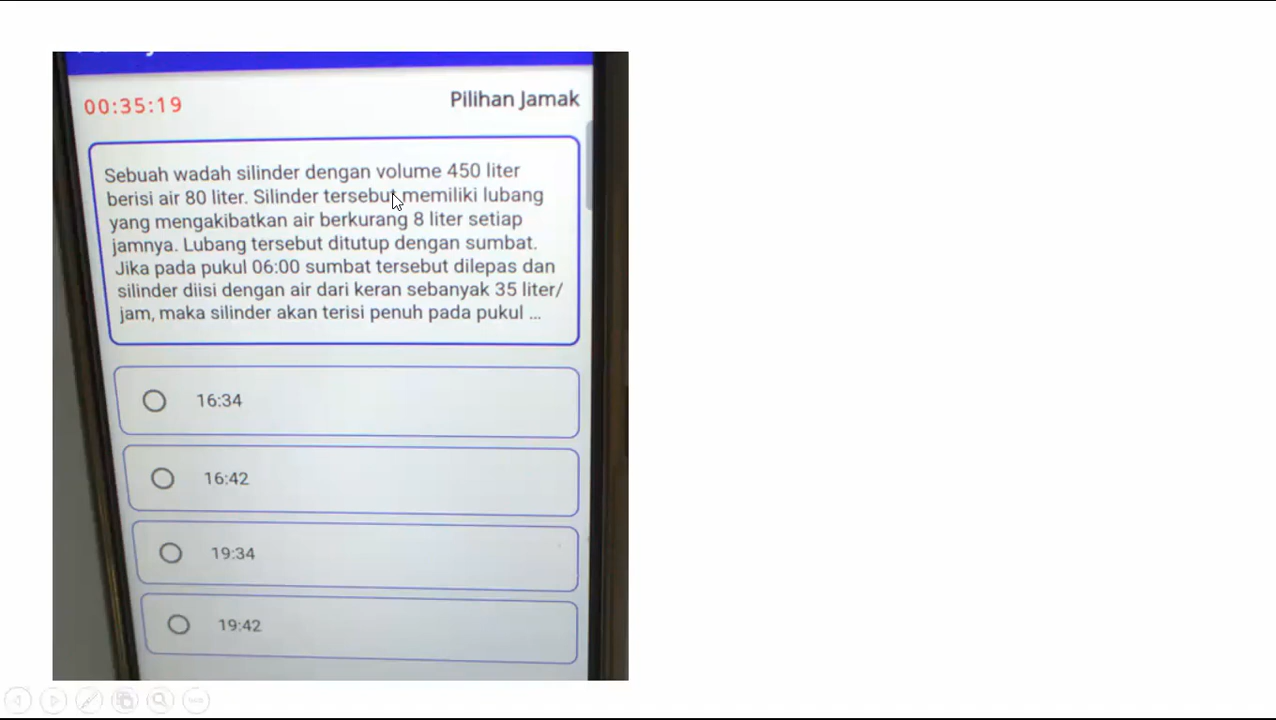 00:35:19
Pilihan Jamak
Sebuah wadah silinder dengan volume 450 liter
berisi air 80 liter. Silinder tersebut memiliki lubang
yang mengakibatkan air berkurang 8 liter setiap
jamnya. Lubang tersebut ditutup dengan sumbat.
Jika pada pukul 06:00 sumbat tersebut dilepas dan
silinder diisi dengan air dari keran sebanyak 35 liter/
jam, maka silinder akan terisi penuh pada pukul ...
16:34
16:42
19:34
19:42